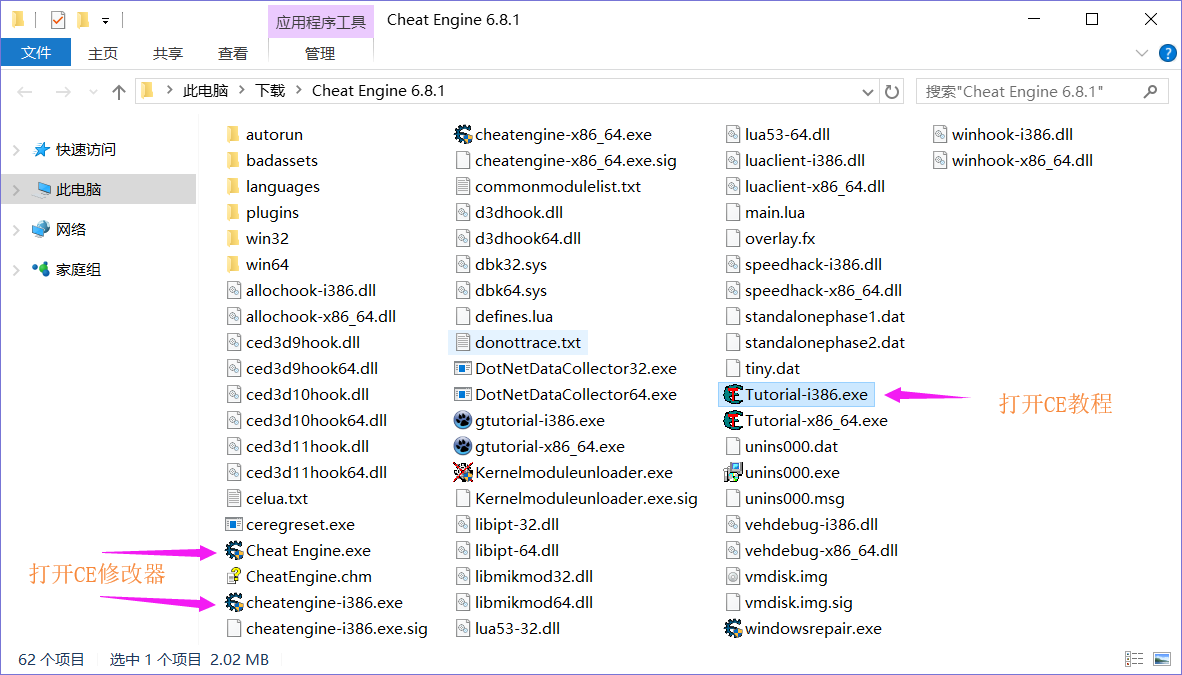 应用程序工具
Cheat Engine 6.8.1
文件
主页
共享
查看
管理
此电脑
下载
Cheat Engine 6.8.1
搜索"Cheat Engine 6.8.1"
快速访问
此电脑
网络
家庭组
autorun
badassets
languages
plugins
win32
win64
allochook-i386.dll
allochook-x86_64.dll
ced3d9hook.dll
ced3d9hook64.dll
ced3d10hook.dll
ced3d10hook64.dll
ced3d11hook.dll
ced3d11hook64.dll
celua.txt
ceregreset.exe
Cheat Engine.exe
CheatEngine.chm
cheatengine-i386.exe
cheatengine-i386.exe.sig
打开CE修改器
cheatengine-x86_64.exe
cheatengine-x86_64.exe.sig
commonmodulelist.txt
d3dhook.dll
d3dhook64.dll
dbk32.sys
dbk64.sys
defines.lua
donottrace.txt
DotNetDataCollector32.exe
DotNetDataCollector64.exe
gtutorial-i386.exe
gtutorial-x86_64.exe
Kernelmoduleunloader.exe
Kernelmoduleunloader.exe.sig
libipt-32.dll
libipt-64.dll
libmikmod32.dll
libmikmod64.dll
lua53-32.dll
lua53-64.dll
luaclient-i386.dll
luaclient-x86_64.dll
main.lua
overlay.fx
speedhack-i386.dll
speedhack-x86_64.dll
standalonephase1.dat
standalonephase2.dat
tiny.dat
Tutorial-i386.exe
Tutorial-x86_64.exe
unins000.dat
unins000.exe
unins000.msg
vehdebug-i386.dll
vehdebug-x86_64.dll
vmdisk.img
vmdisk.img.sig
windowsrepair.exe
winhook-i386.dll
winhook-x86_64.dll
打开CE教程
62 个项目
选中 1 个项目 2.02 MB